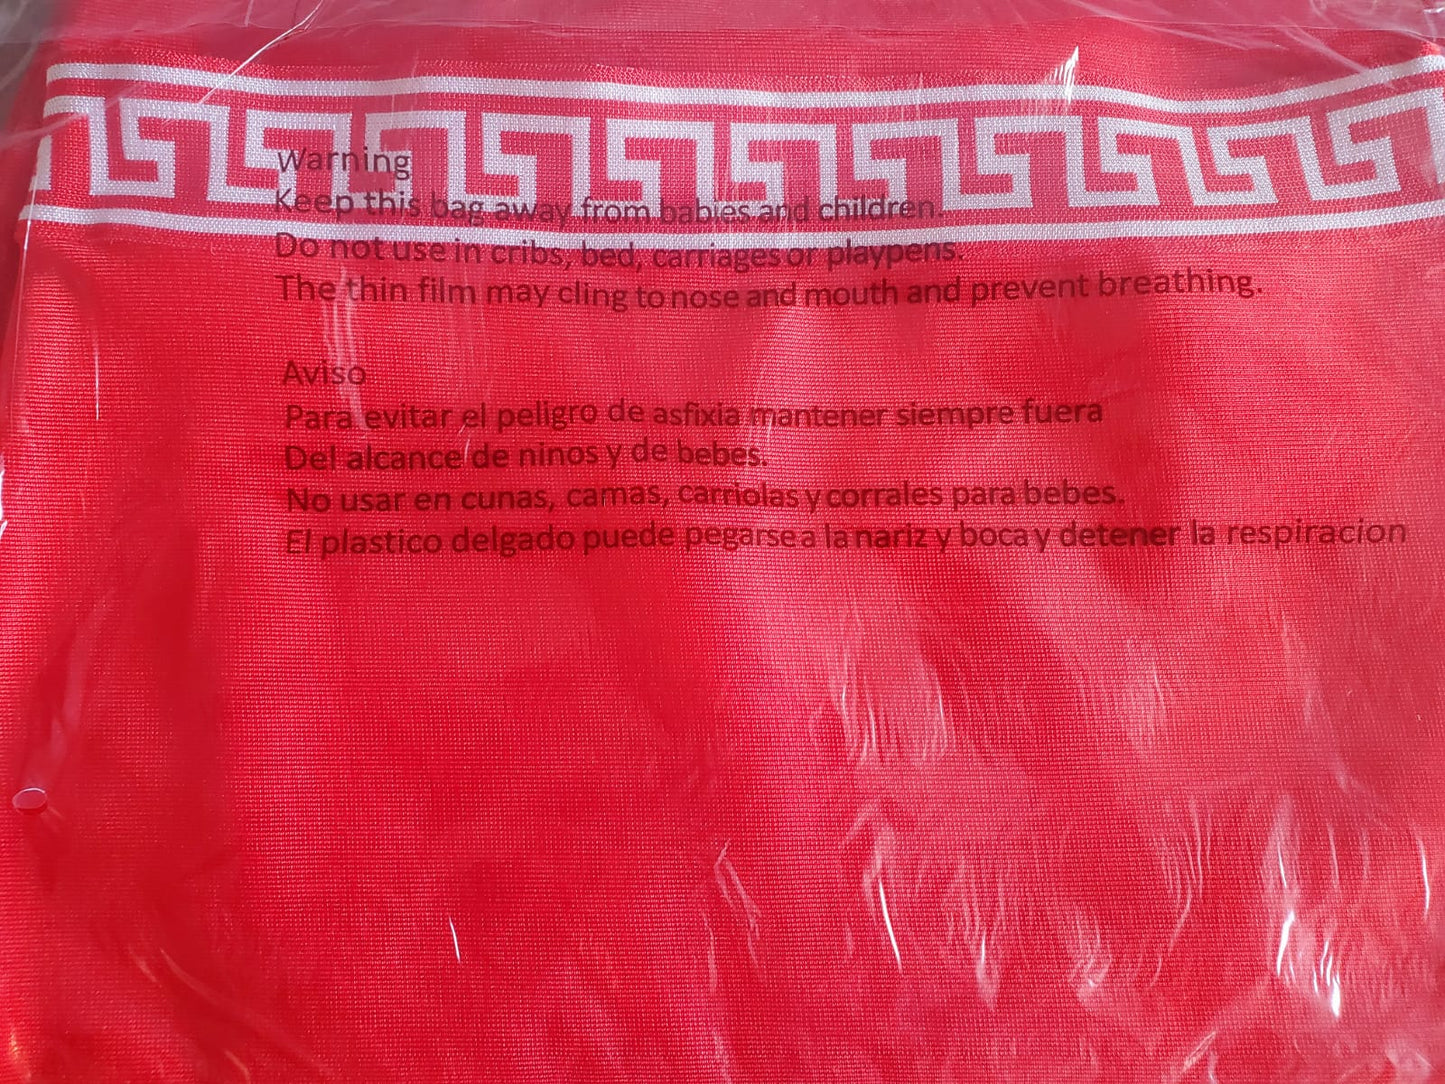 Warning
Keep this bag away from babies and children.
Do not use in cribs, bed, carriages or playpens.
The thin film may cling to nose and mouth and prevent breathing.
Aviso
Para evitar el peligro de asfixia mantener siempre fuera
Del alcance de ninos y de bebes.
No usar en cunas, camas, carriolas y corrales para bebes.
El plastico delgado puede pegarse a la nariz y boca y detener la respiracion